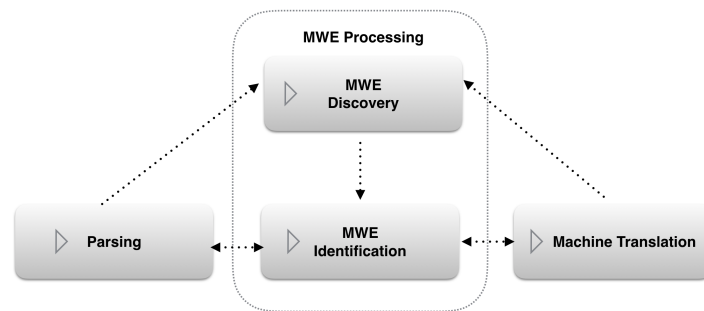 MWE Processing
MWE
Discovery
Parsing
MWE
Identification
Machine Translation